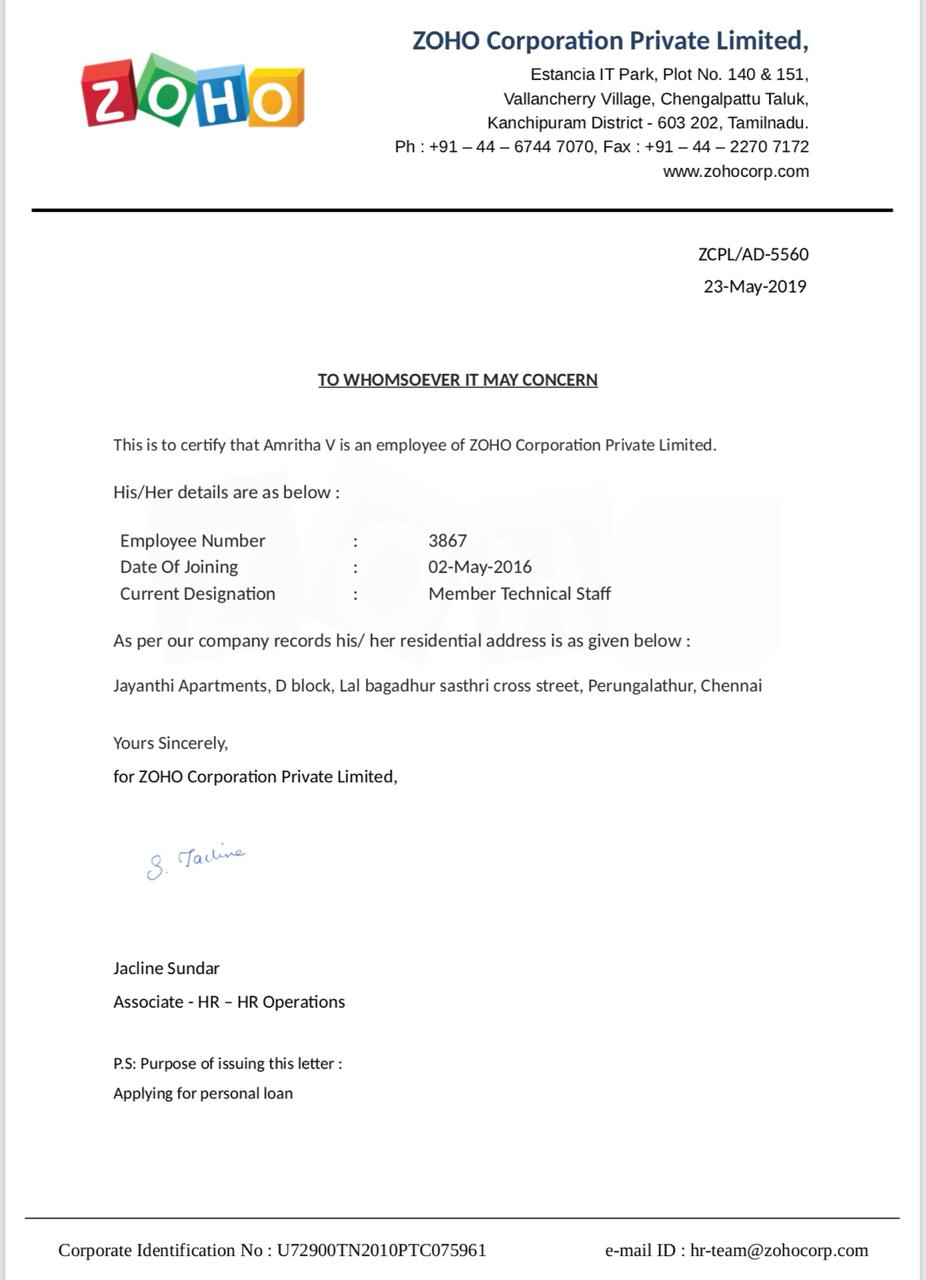 ZOHO
ZOHO Corporation Private Limited,
Estancia IT Park, Plot No. 140 & 151,
Vallancherry Village, Chengalpattu Taluk,
Kanchipuram District - 603 202, Tamilnadu.
Ph : +91 – 44 – 6744 7070, Fax : +91 – 44 – 2270 7172
www.zohocorp.com
ZCPL/AD-5560
23-May-2019
TO WHOMSOEVER IT MAY CONCERN
This is to certify that Amritha V is an employee of ZOHO Corporation Private Limited.
His/Her details are as below :
Employee Number : 3867
Date Of Joining : 02-May-2016
Current Designation : Member Technical Staff
As per our company records his/ her residential address is as given below :
Jayanthi Apartments, D block, Lal bagadhur sasthri cross street, Perungalathur, Chennai
Yours Sincerely,
for ZOHO Corporation Private Limited,
S. Jacline
Jacline Sundar
Associate - HR – HR Operations
P.S: Purpose of issuing this letter :
Applying for personal loan
Corporate Identification No : U72900TN2010PTC075961 e-mail ID : hr-team@zohocorp.com